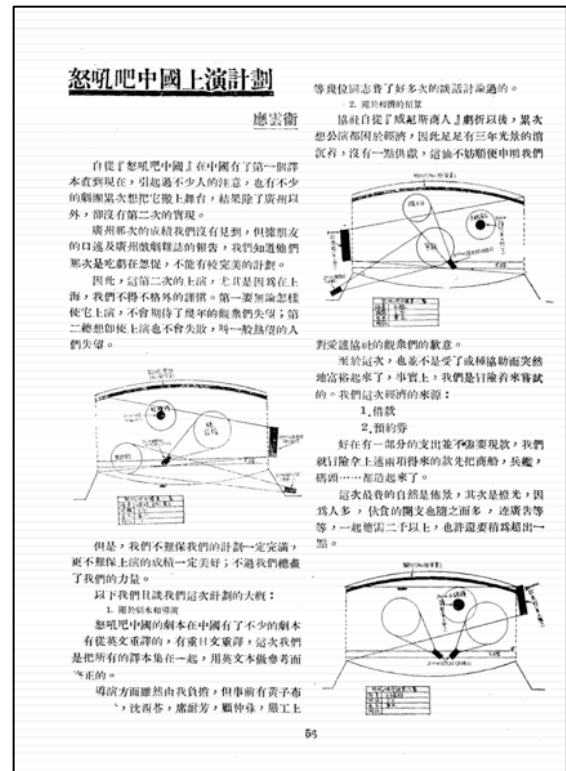 怒吼吧中國上演計劃
應雲衛
自從『怒吼吧中國』在中國有了第一個譯
本直到現在，引起過不少人的注意，也有不少
的劇團累次想把它搬上舞台，結果除了廣州以
外，卻沒有第二次的實現。
廣州那次的成積我們沒有見到，但據朋友
的口述及廣州戲劇雜誌的報告，我們知道他們
那次是吃虧在怱促，不能有較完美的計劃。
因此，這第二次的上演，尤其是因為在上
海，我們不得不格外的謹愼。第一要無論怎樣
使它上演，不會期待了幾年的觀衆們失望；第
二總想即使上演也不會失敗，叫一般熱望的人
們失望。
但是，我們不難保我們的計劃一定完滿，
更不難保上演的成積一定美好；不過我們總盡
了我們的力量。
以下我們且談我們這次計劃的大槪：
1. 關於劇本和導演
怒吼吧中國的劇本在中國有了不少的劇本
有從英文重譯的，有重日文重譯，這次我們
是把所有的譯本集在一起，用英文本做參考而
正的。
導演方面雖然由我負擔，但事前有黃子布
，沈西苓，席耐芳，顧仲彝，嚴工上
等幾位同志費了好多次的談話討論過的。
2. 關於經濟的預算
協社自從『威尼斯商人』劇折以後，累次
想公演都困於經濟，因此足足有三年光景的消
沉着，沒有一點供獻，這油不妨順便申明我們
對愛護協社的觀衆們的歉意。
至於這次，也並不是受了或種協助而突然
地富裕起來了，事實上，我們是冒險着來嘗試
的。我們這次經濟的來源：
1.借款
2.預約券
好在有一部分的支出並不盡要現款，我們
就冒險拿上述兩項得來的款先把商船，兵艦，
碼頭……都造起來了。
這次最費的自然是佈景，其次是燈光，因
爲人多，伙食的開支也隨之而多，連廣告等
等，一起總需二千以上，也許還要稍爲超出一
點。
56